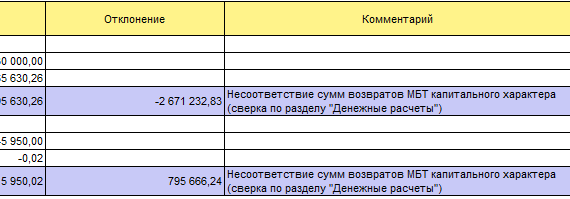 Отклонение Комментарий
0 000,00
5 630,26
5 630,26 -2 671 232,83 Несоответствие сумм возвратов МБТ капитального характера
(сверка по разделу "Денежные расчеты")
5 950,00
-0,02
5 950,02 795 666,24 Несоответствие сумм возвратов МБТ капитального характера
(сверка по разделу "Денежные расчеты")